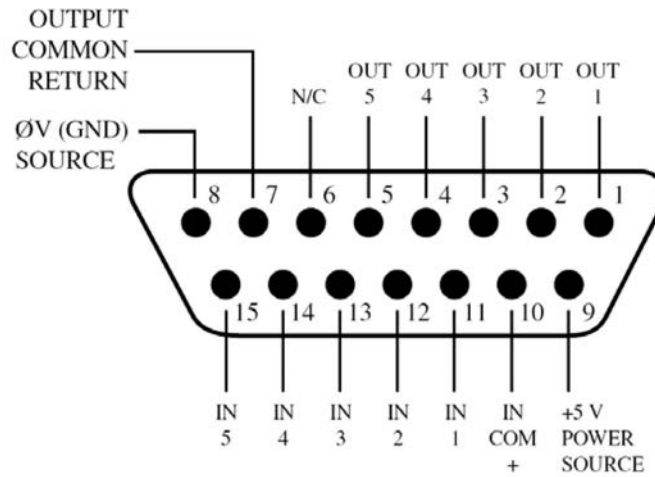 OUTPUT
COMMON
RETURN
ØV (GND)
SOURCE
N/C
OUT OUT OUT OUT OUT
5 4 3 2 1
8 7 6 5 4 3 2 1
15 14 13 12 11 10 9
IN IN IN IN IN IN +5 V
5 4 3 2 1 COM POWER
+ SOURCE